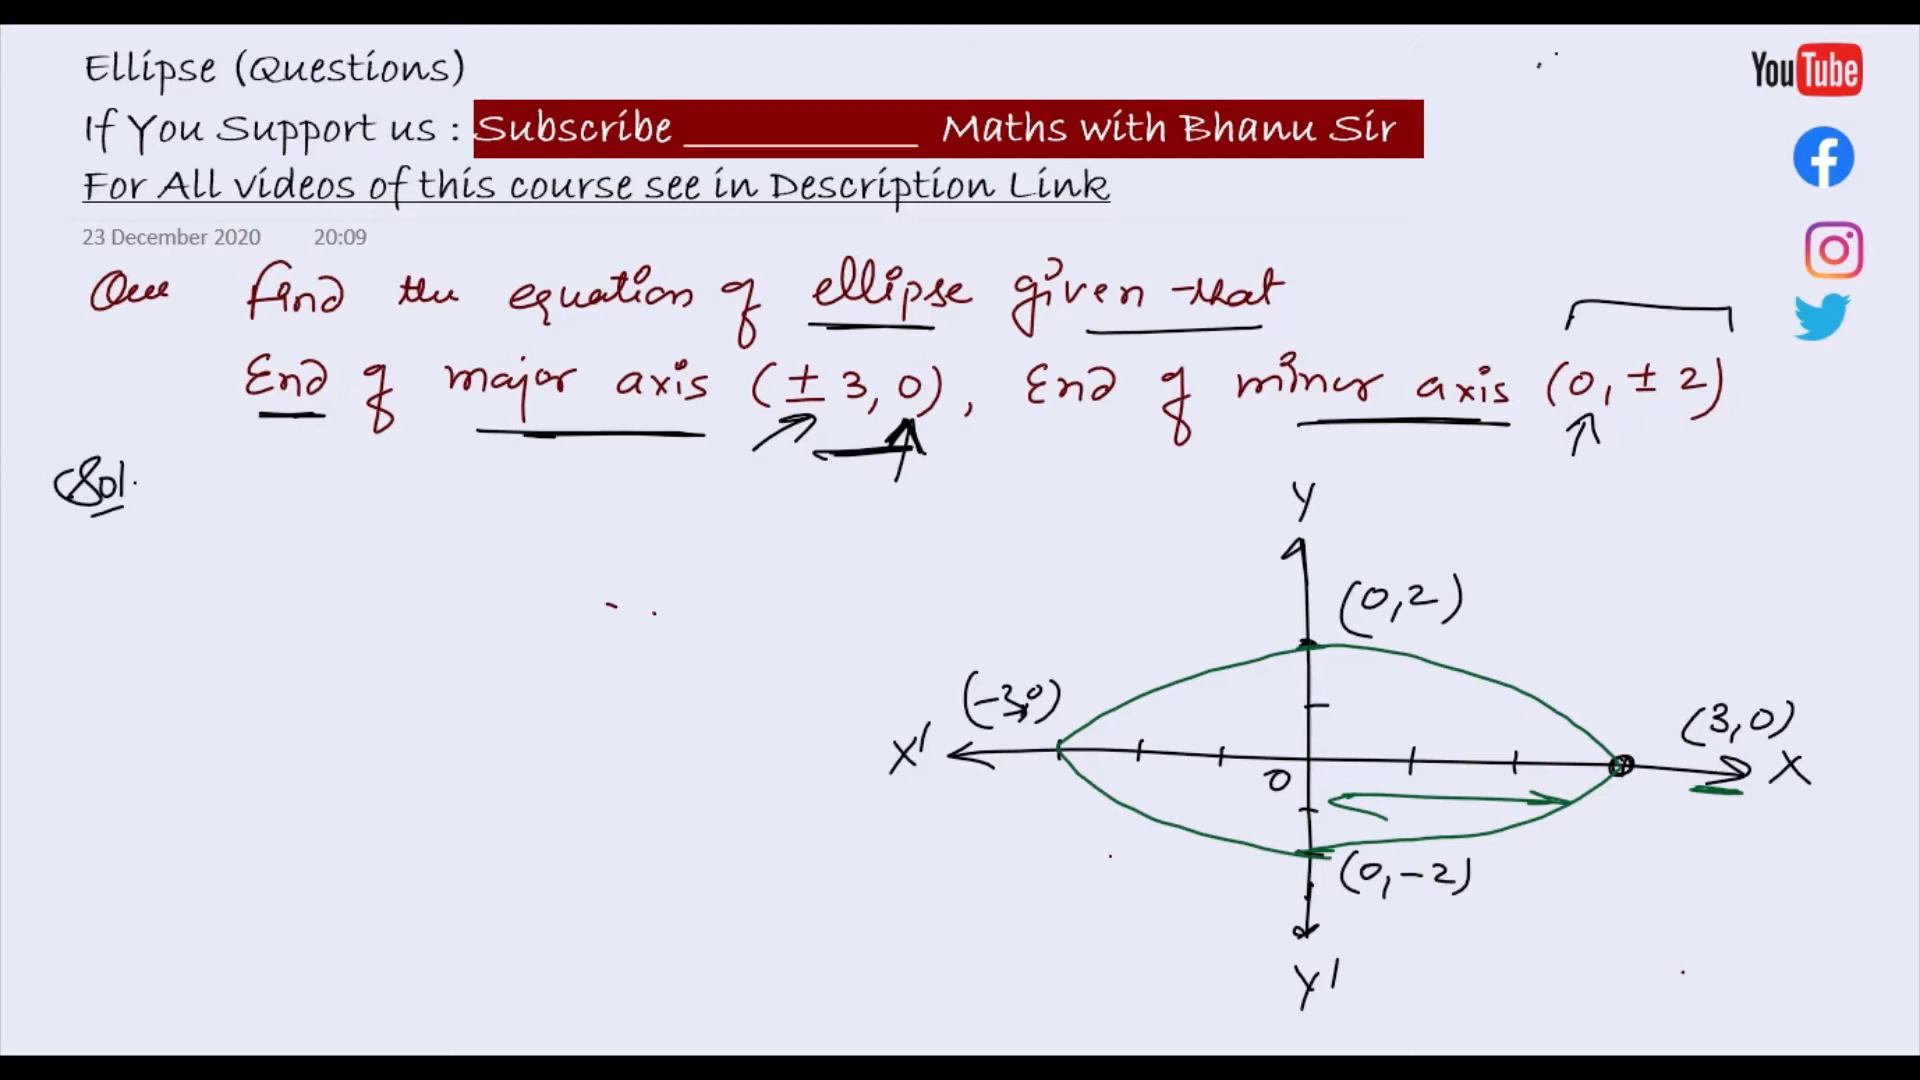 Ellipse (Questions)
YouTube
If You Support us : Subscribe ____________ Maths with Bhanu Sir
For All videos of this course see in Description Link
23 December 2020 20:09
Que Find the equation of ellipse given that
End of major axis (± 3, 0), End of minor axis (0, ± 2)
Sol.
Y
(0,2)
(-3,0)
(3,0)
X'
O
X
(0,-2)
Y'